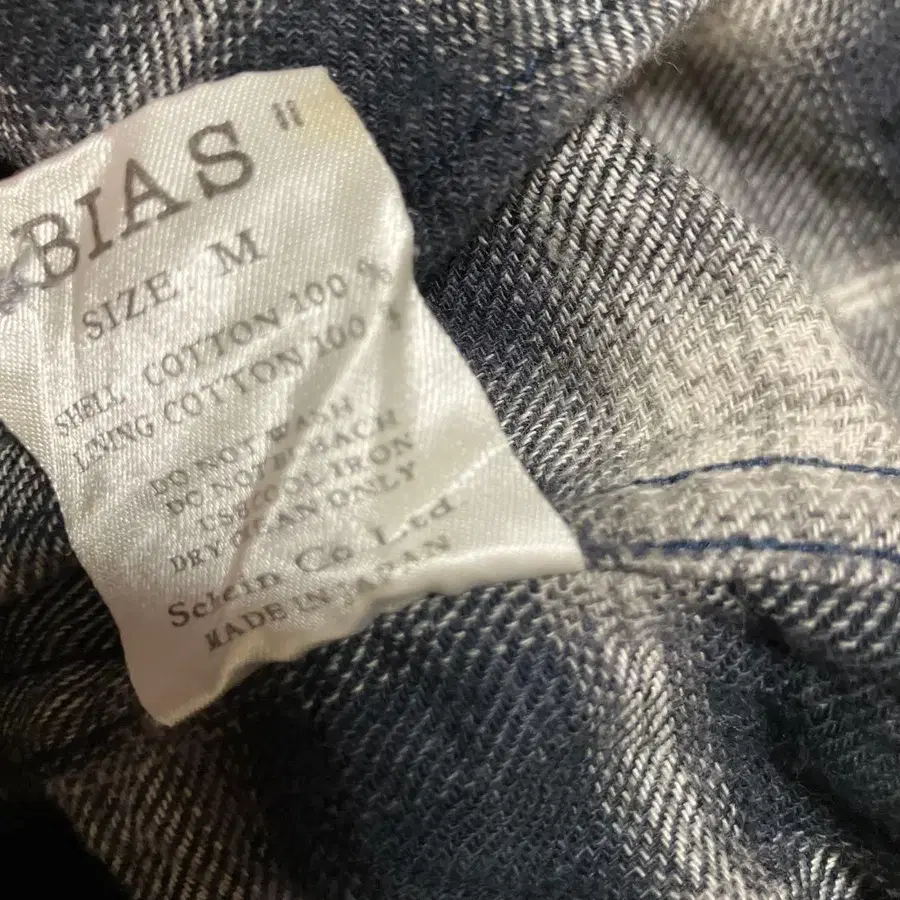 "BIAS"
SIZE: M
SHELL COTTON 100 %
LINING COTTON 100 %
DO NOT WASH
DO NOT BLEACH
USE COOL IRON
DRY CLEAN ONLY
Sclein Co Ltd.
MADE IN JAPAN